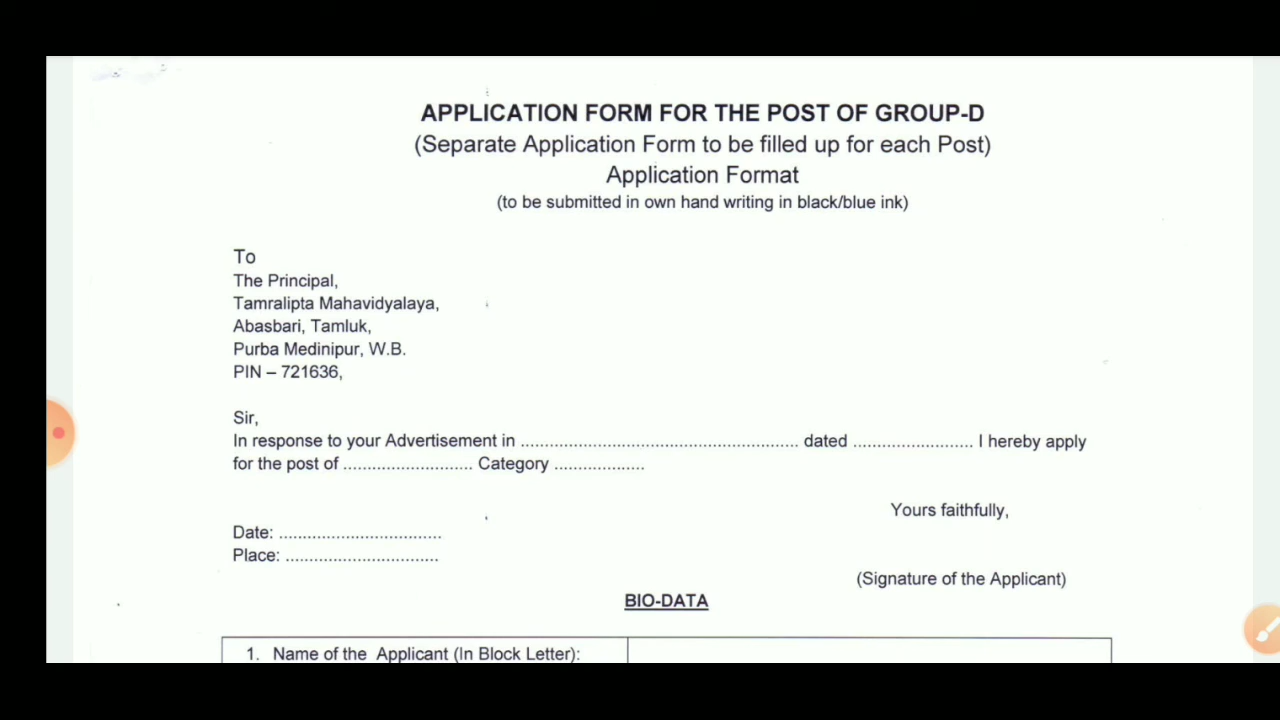 APPLICATION FORM FOR THE POST OF GROUP-D
(Separate Application Form to be filled up for each Post)
Application Format
(to be submitted in own hand writing in black/blue ink)
To
The Principal,
Tamralipta Mahavidyalaya,
Abasbari, Tamluk,
Purba Medinipur, W.B.
PIN – 721636,
Sir,
In response to your Advertisement in ............................................... dated ........................ I hereby apply
for the post of .......................... Category ...................
Yours faithfully,
Date: ..................................
Place: ................................
(Signature of the Applicant)
BIO-DATA
1. Name of the Applicant (In Block Letter):